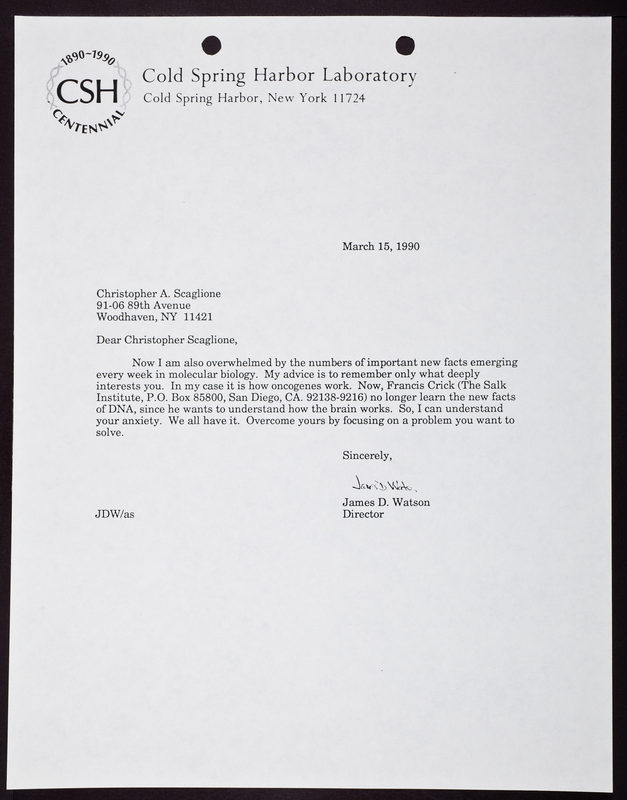 1890~1990
CSH
CENTENNIAL
Cold Spring Harbor Laboratory
Cold Spring Harbor, New York 11724
March 15, 1990
Christopher A. Scaglione
91-06 89th Avenue
Woodhaven, NY 11421
Dear Christopher Scaglione,
Now I am also overwhelmed by the numbers of important new facts emerging
every week in molecular biology. My advice is to remember only what deeply
interests you. In my case it is how oncogenes work. Now, Francis Crick (The Salk
Institute, P.O. Box 85800, San Diego, CA. 92138-9216) no longer learn the new facts
of DNA, since he wants to understand how the brain works. So, I can understand
your anxiety. We all have it. Overcome yours by focusing on a problem you want to
solve.
Sincerely,
James D. Watson
James D. Watson
JDW/as
Director